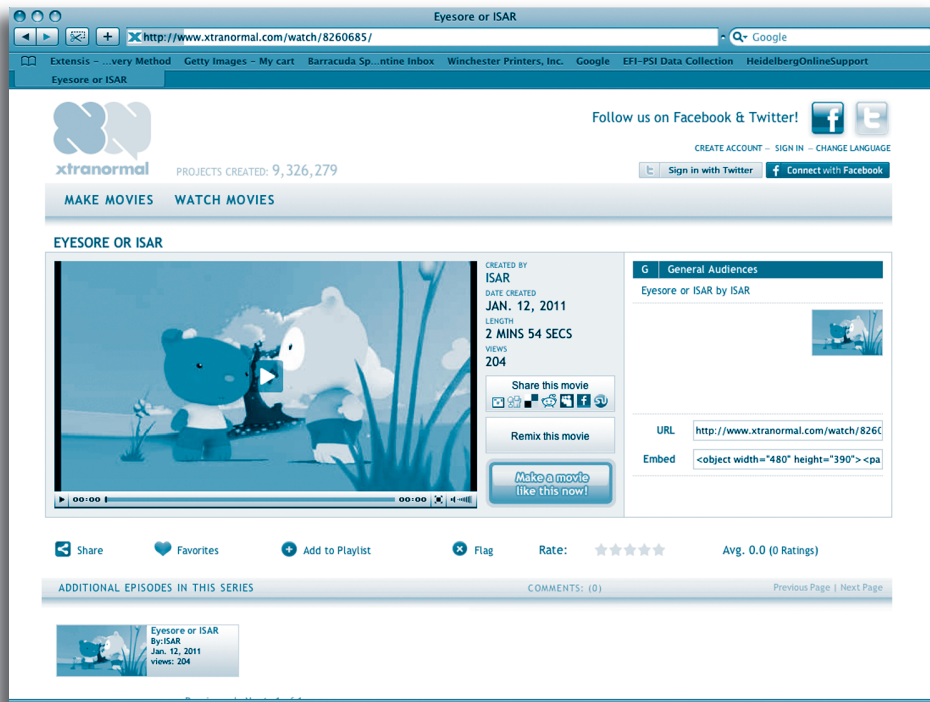 Eyesore or ISAR
http://www.xtranormal.com/watch/8260685/
Google
Extensis – ...very Method Getty Images – My cart Barracuda Sp...ntine Inbox Winchester Printers, Inc. Google EFI-PSI Data Collection HeidelbergOnlineSupport
Eyesore or ISAR
Follow us on Facebook & Twitter!
CREATE ACCOUNT – SIGN IN – CHANGE LANGUAGE
xtranormal
PROJECTS CREATED: 9,326,279
Sign in with Twitter
Connect with Facebook
MAKE MOVIES WATCH MOVIES
EYESORE OR ISAR
CREATED BY
ISAR
DATE CREATED
JAN. 12, 2011
LENGTH
2 MINS 54 SECS
VIEWS
204
Share this movie
Remix this movie
Make a movie
like this now!
00:00 00:00
G General Audiences
Eyesore or ISAR by ISAR
URL http://www.xtranormal.com/watch/8260
Embed <object width="480" height="390"><pa
Share Favorites Add to Playlist Flag Rate: Avg. 0.0 (0 Ratings)
ADDITIONAL EPISODES IN THIS SERIES COMMENTS: (0) Previous Page | Next Page
Eyesore or ISAR
By:ISAR
Jan. 12, 2011
views: 204